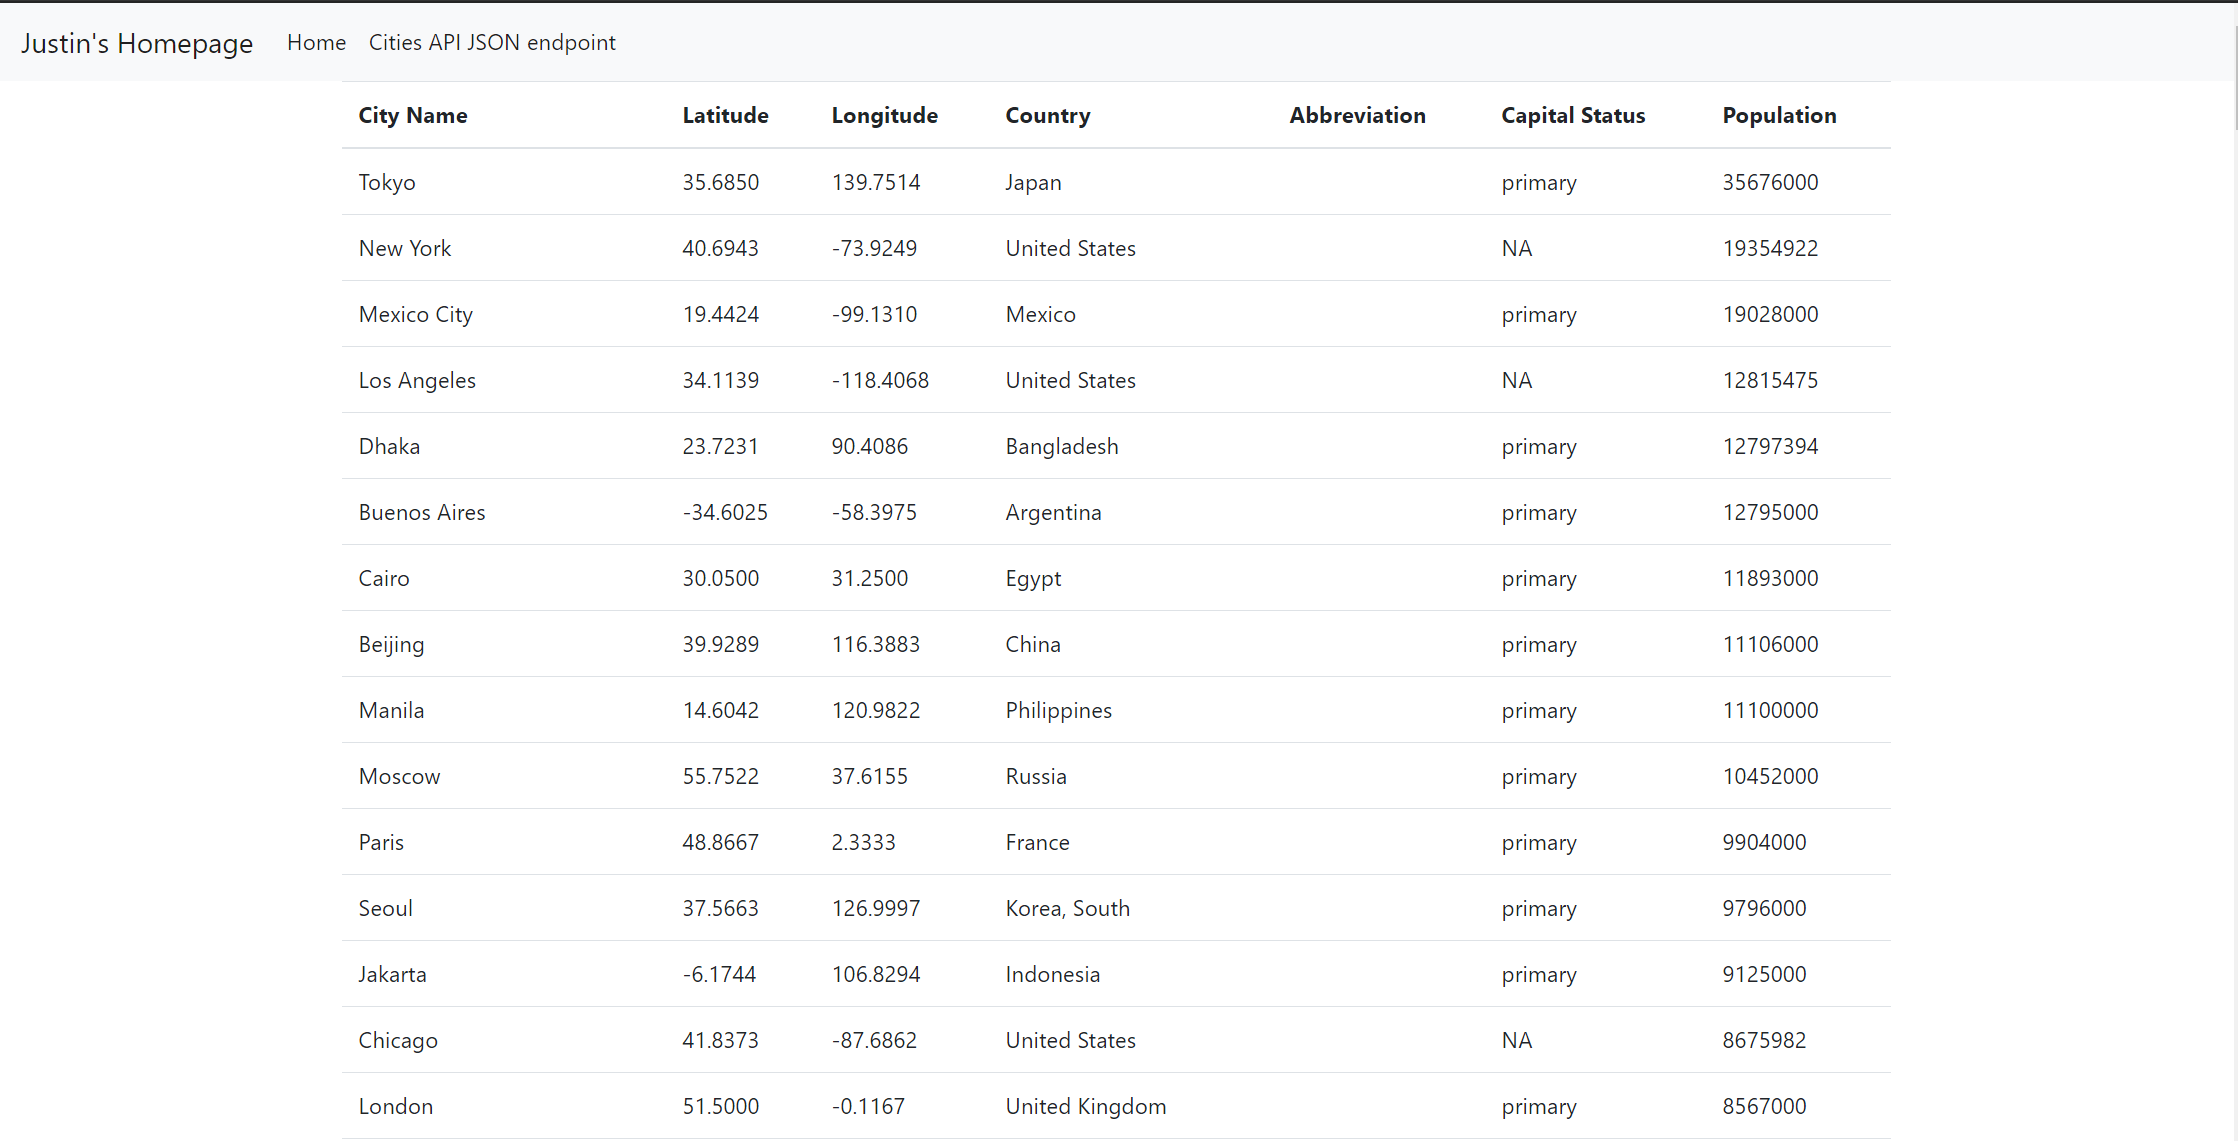 Justin's Homepage Home Cities API JSON endpoint
City Name Latitude Longitude Country Abbreviation Capital Status Population
Tokyo 35.6850 139.7514 Japan primary 35676000
New York 40.6943 -73.9249 United States NA 19354922
Mexico City 19.4424 -99.1310 Mexico primary 19028000
Los Angeles 34.1139 -118.4068 United States NA 12815475
Dhaka 23.7231 90.4086 Bangladesh primary 12797394
Buenos Aires -34.6025 -58.3975 Argentina primary 12795000
Cairo 30.0500 31.2500 Egypt primary 11893000
Beijing 39.9289 116.3883 China primary 11106000
Manila 14.6042 120.9822 Philippines primary 11100000
Moscow 55.7522 37.6155 Russia primary 10452000
Paris 48.8667 2.3333 France primary 9904000
Seoul 37.5663 126.9997 Korea, South primary 9796000
Jakarta -6.1744 106.8294 Indonesia primary 9125000
Chicago 41.8373 -87.6862 United States NA 8675982
London 51.5000 -0.1167 United Kingdom primary 8567000